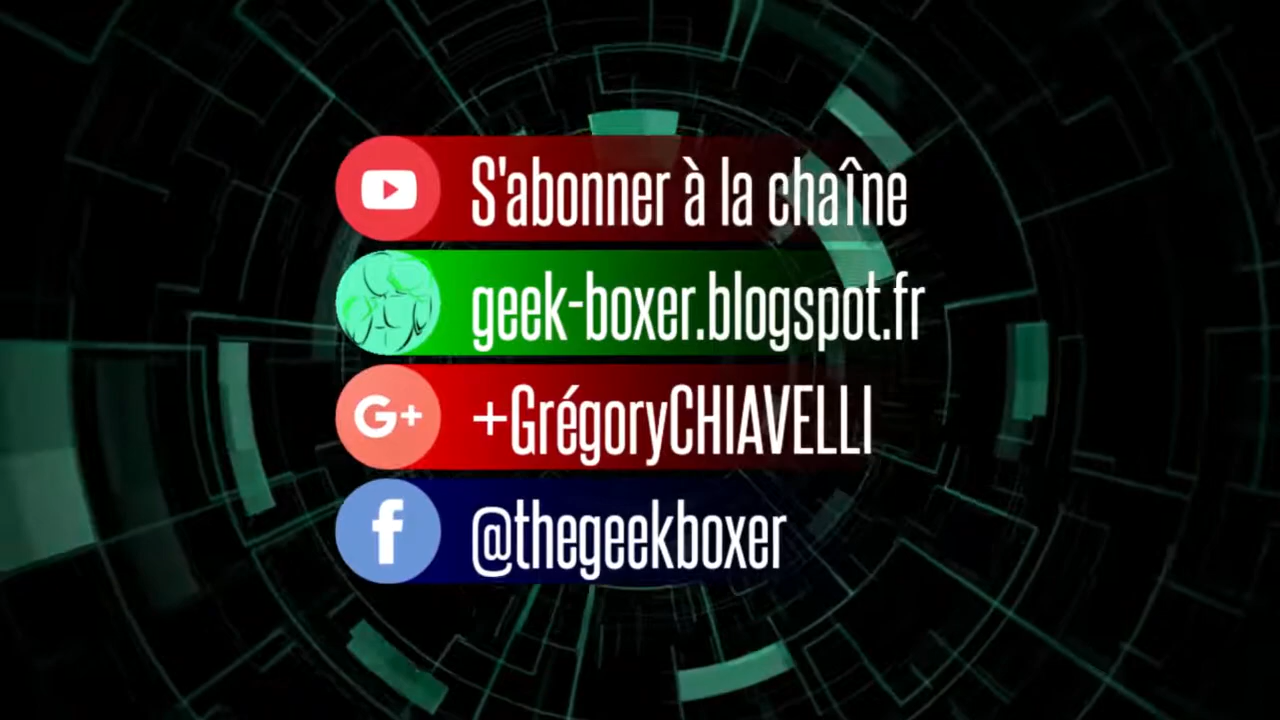 S'abonner à la chaîne
geek-boxer.blogspot.fr
G+ +GrégoryCHIAVELLI
f @thegeekboxer